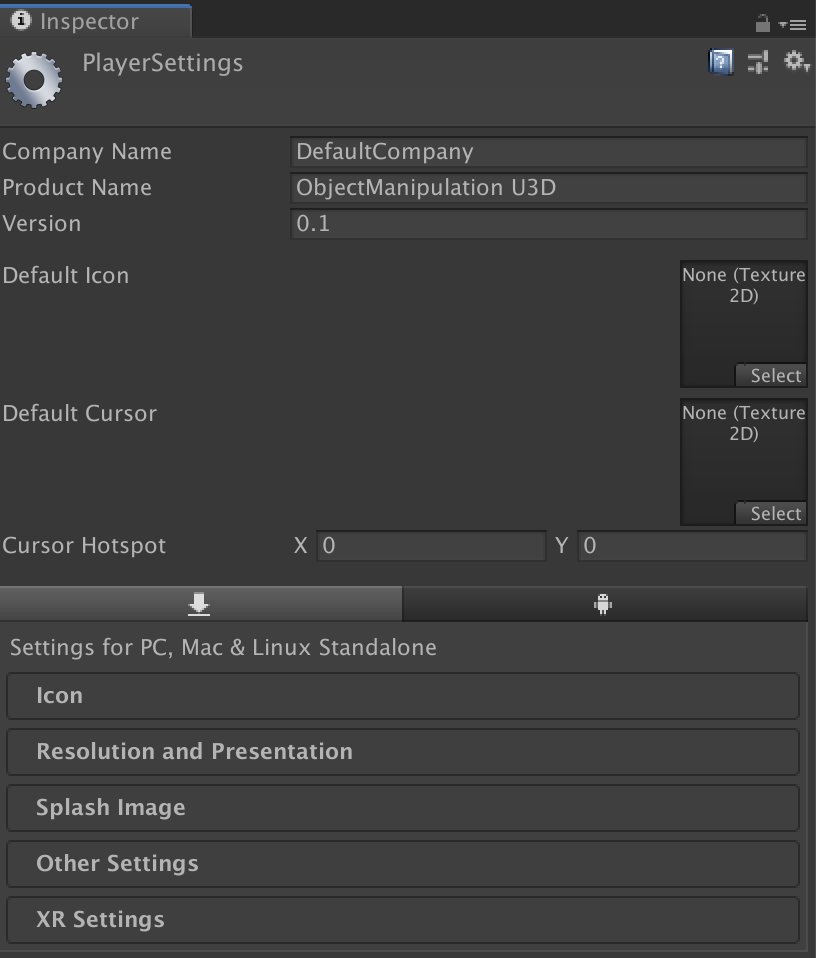 Inspector
PlayerSettings
Company Name DefaultCompany
Product Name ObjectManipulation U3D
Version 0.1
Default Icon
None (Texture
2D)
Select
Default Cursor
None (Texture
2D)
Select
Cursor Hotspot X 0 Y 0
Settings for PC, Mac & Linux Standalone
Icon
Resolution and Presentation
Splash Image
Other Settings
XR Settings